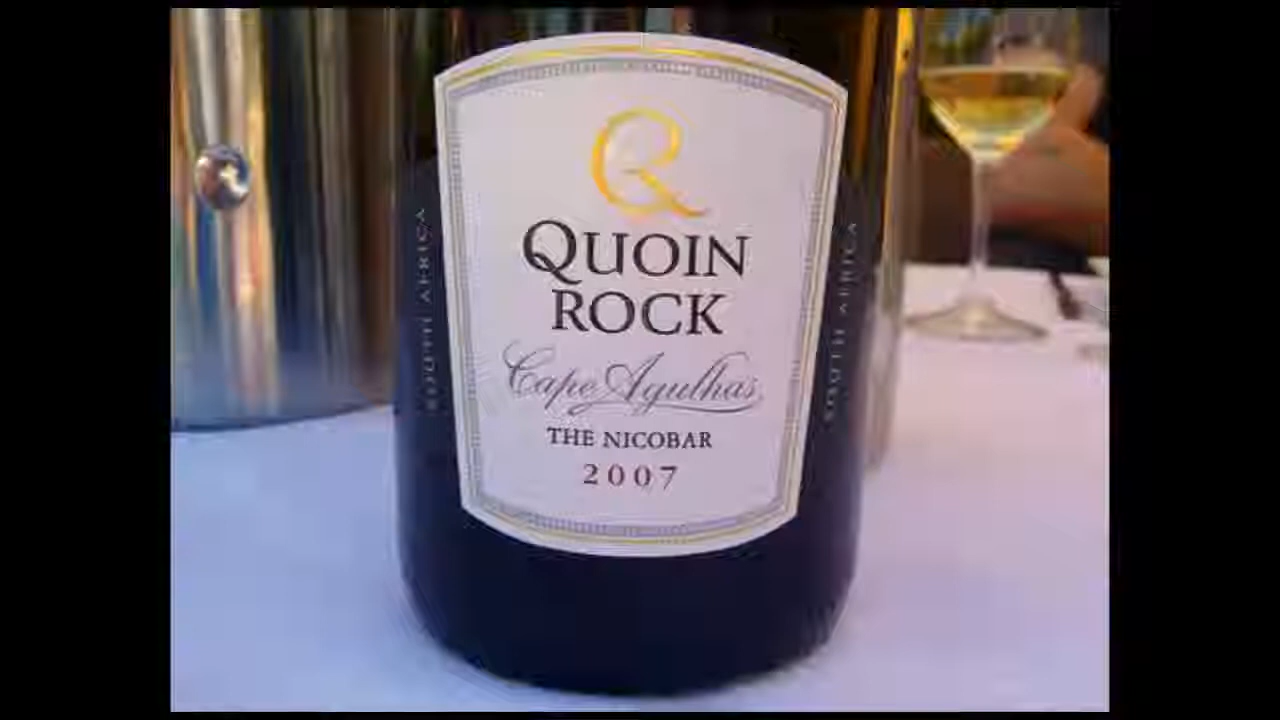 QUOIN
ROCK
Cape Agulhas
THE NICOBAR
2007
SOUTH AFRICA
SOUTH AFRICA